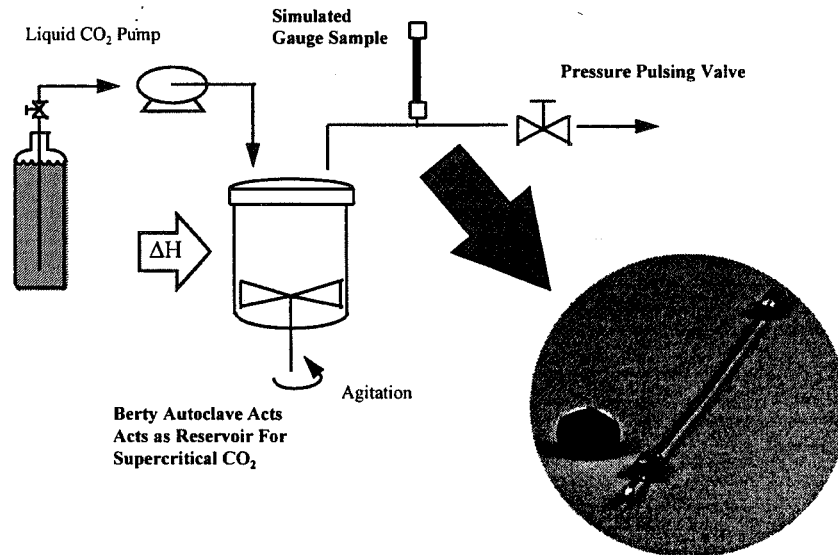 Simulated
Gauge Sample
Liquid CO₂ Pump
Pressure Pulsing Valve
ΔH
Agitation
Berty Autoclave Acts
Acts as Reservoir For
Supercritical CO₂